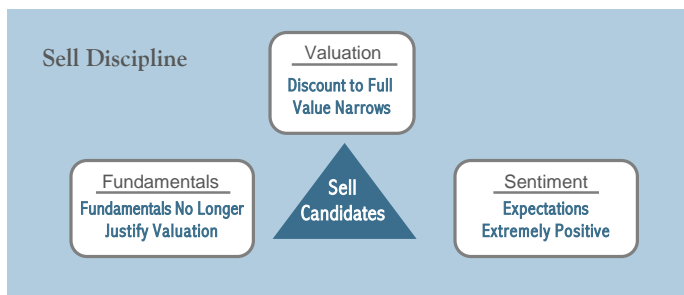 Sell Discipline
Valuation
Discount to Full
Value Narrows
Fundamentals
Fundamentals No Longer
Justify Valuation
Sell
Candidates
Sentiment
Expectations
Extremely Positive